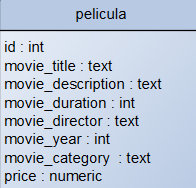 pelicula
id : int
movie_title : text
movie_description : text
movie_duration : int
movie_director : text
movie_year : int
movie_category  : text
price : numeric